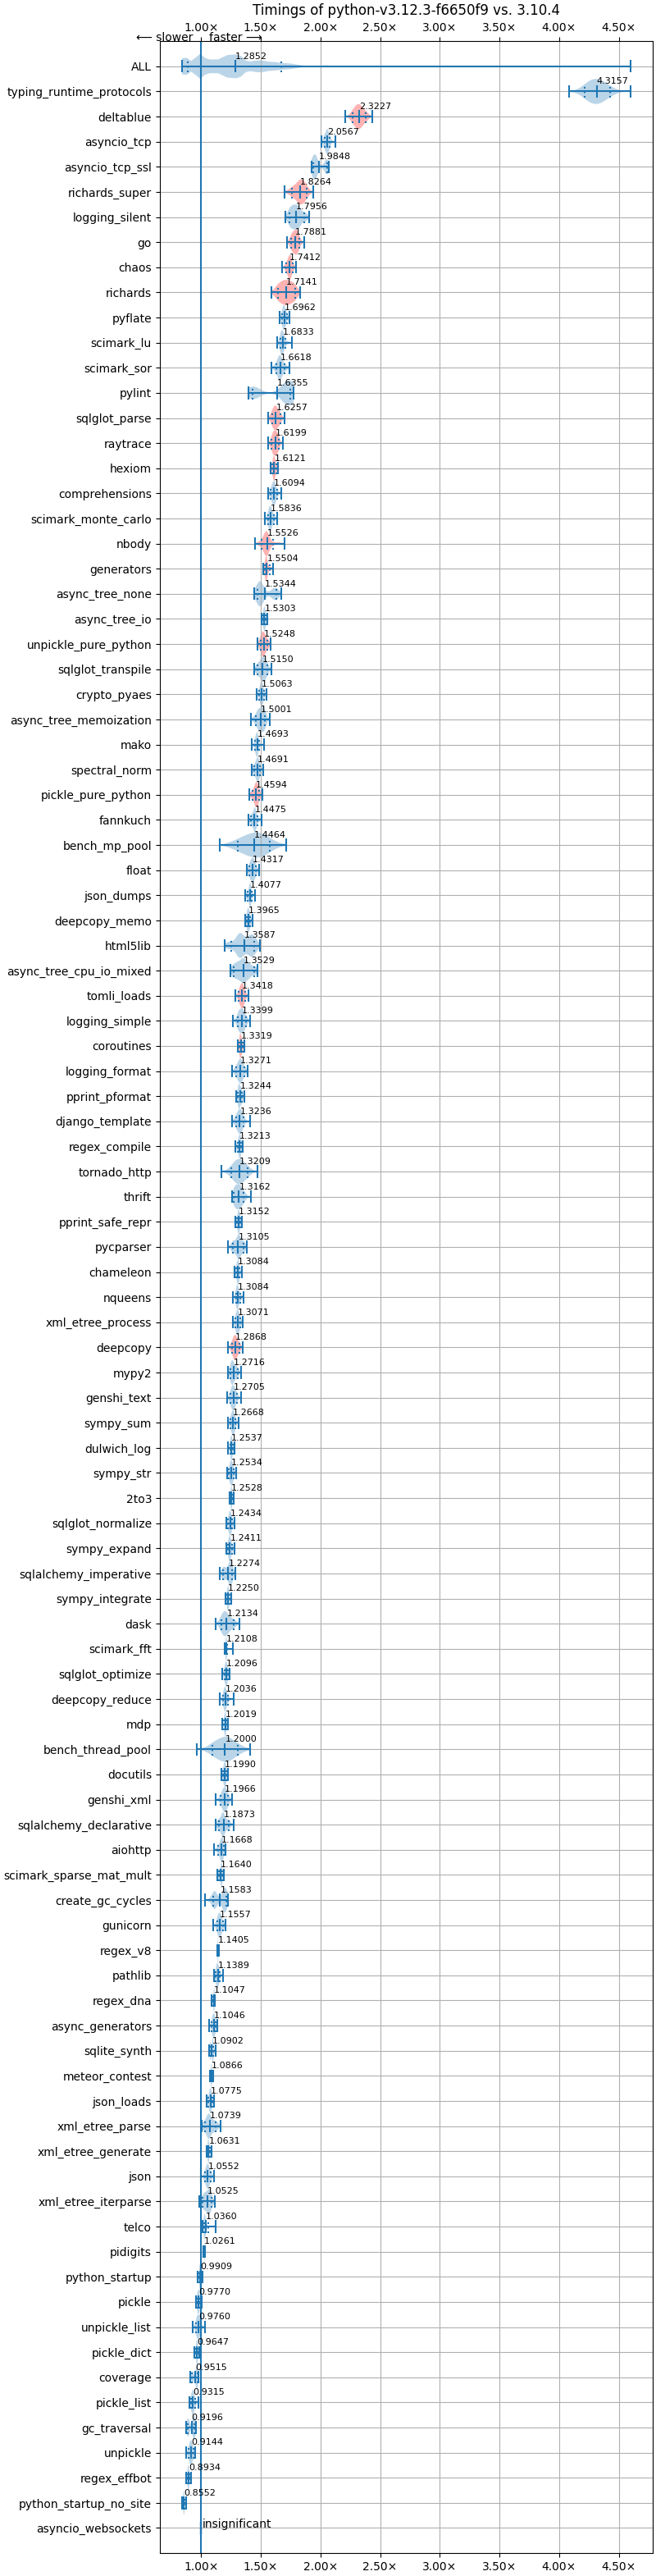 Timings of python-v3.12.3-f6650f9 vs. 3.10.4
1.00× 1.50× 2.00× 2.50× 3.00× 3.50× 4.00× 4.50×
⟵ slower faster ⟶
ALL 1.2852
typing_runtime_protocols 4.3157
deltablue 2.3227
asyncio_tcp 2.0567
asyncio_tcp_ssl 1.9848
richards_super 1.8264
logging_silent 1.7956
go 1.7881
chaos 1.7412
richards 1.7141
pyflate 1.6962
scimark_lu 1.6833
scimark_sor 1.6618
pylint 1.6355
sqlglot_parse 1.6257
raytrace 1.6199
hexiom 1.6121
comprehensions 1.6094
scimark_monte_carlo 1.5836
nbody 1.5526
generators 1.5504
async_tree_none 1.5344
async_tree_io 1.5303
unpickle_pure_python 1.5248
sqlglot_transpile 1.5150
crypto_pyaes 1.5063
async_tree_memoization 1.5001
mako 1.4693
spectral_norm 1.4691
pickle_pure_python 1.4594
fannkuch 1.4475
bench_mp_pool 1.4464
float 1.4317
json_dumps 1.4077
deepcopy_memo 1.3965
html5lib 1.3587
async_tree_cpu_io_mixed 1.3529
tomli_loads 1.3418
logging_simple 1.3399
coroutines 1.3319
logging_format 1.3271
pprint_pformat 1.3244
django_template 1.3236
regex_compile 1.3213
tornado_http 1.3209
thrift 1.3162
pprint_safe_repr 1.3152
pycparser 1.3105
chameleon 1.3084
nqueens 1.3084
xml_etree_process 1.3071
deepcopy 1.2868
mypy2 1.2716
genshi_text 1.2705
sympy_sum 1.2668
dulwich_log 1.2537
sympy_str 1.2534
2to3 1.2528
sqlglot_normalize 1.2434
sympy_expand 1.2411
sqlalchemy_imperative 1.2274
sympy_integrate 1.2250
dask 1.2134
scimark_fft 1.2108
sqlglot_optimize 1.2096
deepcopy_reduce 1.2036
mdp 1.2019
bench_thread_pool 1.2000
docutils 1.1990
genshi_xml 1.1966
sqlalchemy_declarative 1.1873
aiohttp 1.1668
scimark_sparse_mat_mult 1.1640
create_gc_cycles 1.1583
gunicorn 1.1557
regex_v8 1.1405
pathlib 1.1389
regex_dna 1.1047
async_generators 1.1046
sqlite_synth 1.0902
meteor_contest 1.0866
json_loads 1.0775
xml_etree_parse 1.0739
xml_etree_generate 1.0631
json 1.0552
xml_etree_iterparse 1.0525
telco 1.0360
pidigits 1.0261
python_startup 0.9909
pickle 0.9770
unpickle_list 0.9760
pickle_dict 0.9647
coverage 0.9515
pickle_list 0.9315
gc_traversal 0.9196
unpickle 0.9144
regex_effbot 0.8934
python_startup_no_site 0.8552
asyncio_websockets insignificant
1.00× 1.50× 2.00× 2.50× 3.00× 3.50× 4.00× 4.50×